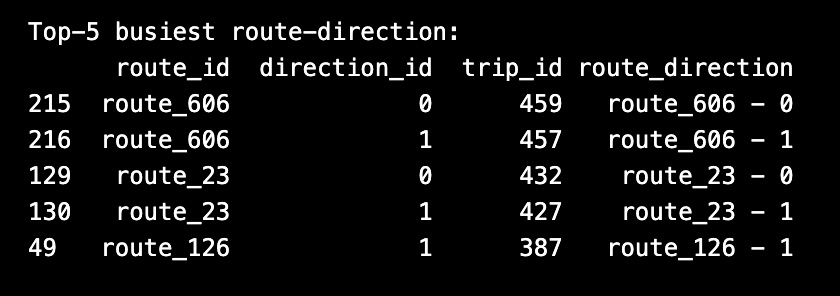 Top-5 busiest route-direction:
route_id direction_id trip_id route_direction
215 route_606 0 459 route_606 - 0
216 route_606 1 457 route_606 - 1
129 route_23 0 432 route_23 - 0
130 route_23 1 427 route_23 - 1
49 route_126 1 387 route_126 - 1